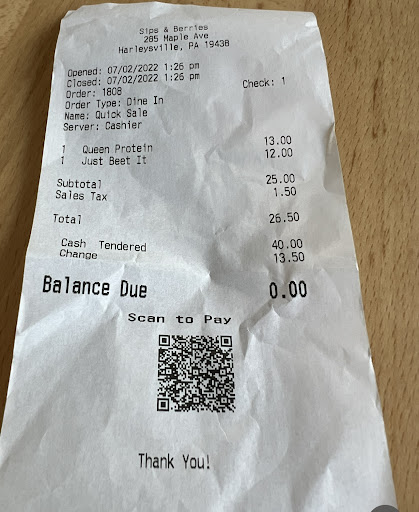 Sips & Berries
285 Maple Ave
Harleysville, PA 19438
Opened: 07/02/2022 1:26 pm
Closed: 07/02/2022 1:26 pm
Order: 1808 Check: 1
Order Type: Dine In
Name: Quick Sale
Server: Cashier
1 Queen Protein 13.00
1 Just Beet It 12.00
Subtotal 25.00
Sales Tax 1.50
Total 26.50
Cash Tendered 40.00
Change 13.50
Balance Due 0.00
Scan to Pay
Thank You!